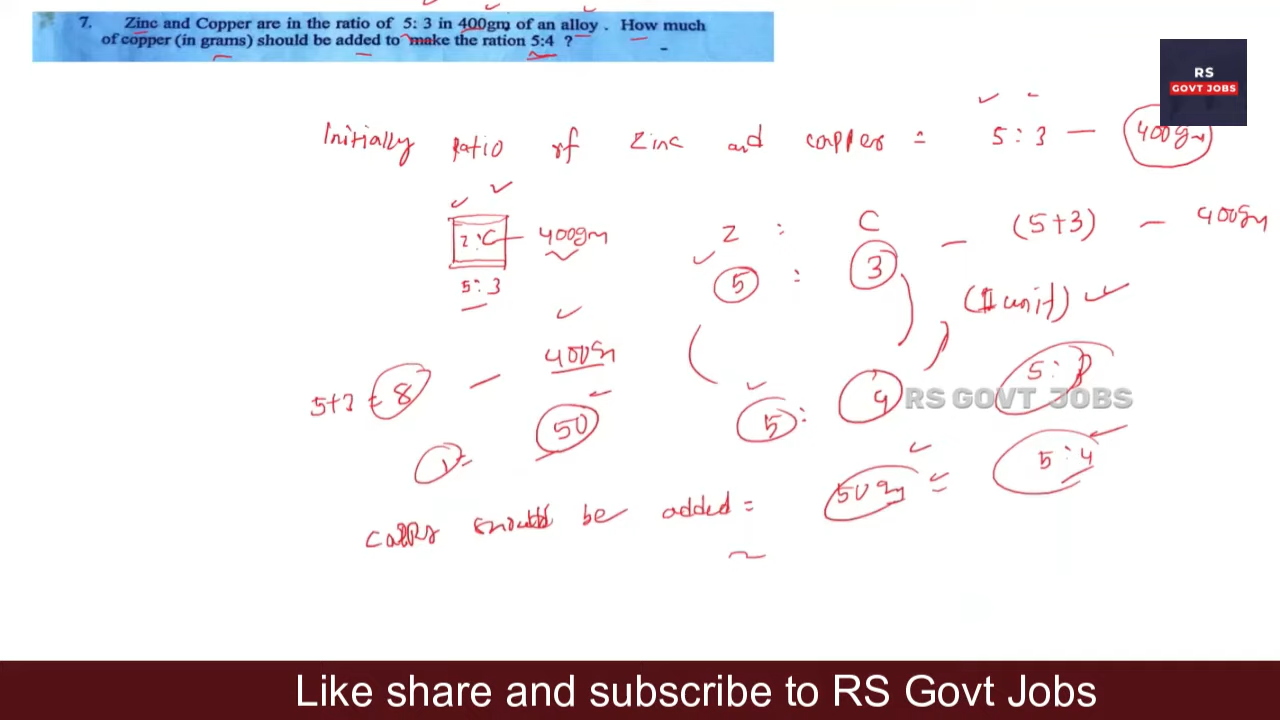 7. Zinc and Copper are in the ratio of 5: 3 in 400gm of an alloy . How much
of copper (in grams) should be added to make the ration 5:4 ?
RS
GOVT JOBS
Initially ratio of Zinc and copper = 5 : 3 — 400gm
Z : C — 400gm
5 : 3
Z : C
5 : 3 — (5+3) — 400gm
(1 unit)
5+3 = 8 — 400gm
1 = 50
5 : 4
5 : 3
RS GOVT JOBS
5 : 4
should be added = 50gm
Like share and subscribe to RS Govt Jobs